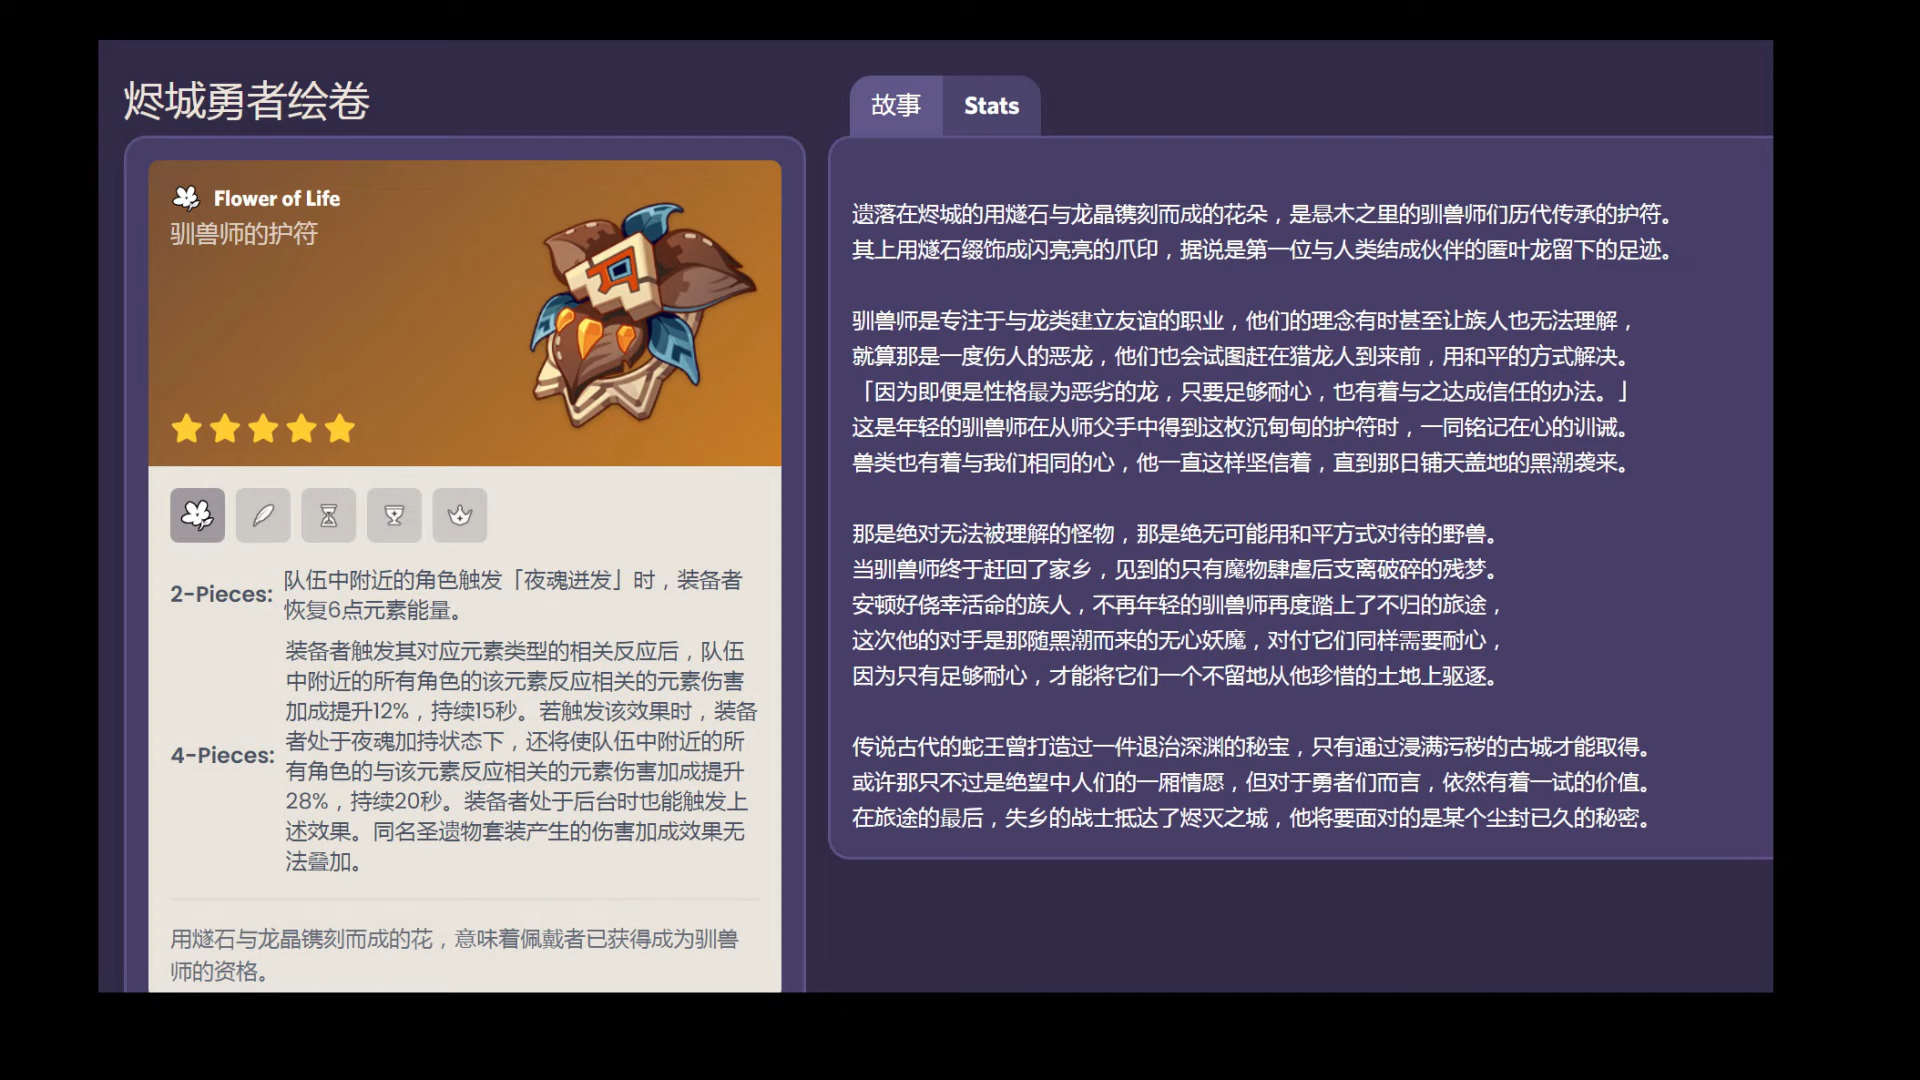 烬城勇者绘卷
故事
Stats
Flower of Life
驯兽师的护符
2-Pieces:
队伍中附近的角色触发「夜魂迸发」时，装备者
恢复6点元素能量。
4-Pieces:
装备者触发其对应元素类型的相关反应后，队伍
中附近的所有角色的该元素反应相关的元素伤害
加成提升12%，持续15秒。若触发该效果时，装备
者处于夜魂加持状态下，还将使队伍中附近的所
有角色的与该元素反应相关的元素伤害加成提升
28%，持续20秒。装备者处于后台时也能触发上
述效果。同名圣遗物套装产生的伤害加成效果无
法叠加。
用燧石与龙晶镌刻而成的花，意味着佩戴者已获得成为驯兽
师的资格。
遗落在烬城的用燧石与龙晶镌刻而成的花朵，是悬木之里的驯兽师们历代传承的护符。
其上用燧石缀饰成闪亮亮的爪印，据说是第一位与人类结成伙伴的匿叶龙留下的足迹。
驯兽师是专注于与龙类建立友谊的职业，他们的理念有时甚至让族人也无法理解，
就算那是一度伤人的恶龙，他们也会试图赶在猎龙人到来前，用和平的方式解决。
「因为即便是性格最为恶劣的龙，只要足够耐心，也有着与之达成信任的办法。」
这是年轻的驯兽师在从师父手中得到这枚沉甸甸的护符时，一同铭记在心的训诫。
兽类也有着与我们相同的心，他一直这样坚信着，直到那日铺天盖地的黑潮袭来。
那是绝对无法被理解的怪物，那是绝无可能用和平方式对待的野兽。
当驯兽师终于赶回了家乡，见到的只有魔物肆虐后支离破碎的残梦。
安顿好侥幸活命的族人，不再年轻的驯兽师再度踏上了不归的旅途，
这次他的对手是那随黑潮而来的无心妖魔，对付它们同样需要耐心，
因为只有足够耐心，才能将它们一个不留地从他珍惜的土地上驱逐。
传说古代的蛇王曾打造过一件退治深渊的秘宝，只有通过浸满污秽的古城才能取得。
或许那只不过是绝望中人们的一厢情愿，但对于勇者们而言，依然有着一试的价值。
在旅途的最后，失乡的战士抵达了烬灭之城，他将要面对的是某个尘封已久的秘密。